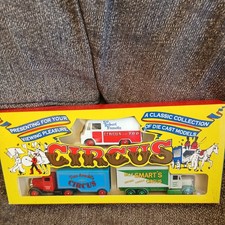 PRESENTING FOR YOUR
VIEWING PLEASURE
A CLASSIC COLLECTION
OF DIE CAST MODELS
CIRCUS
CIRCUS
SMART'S